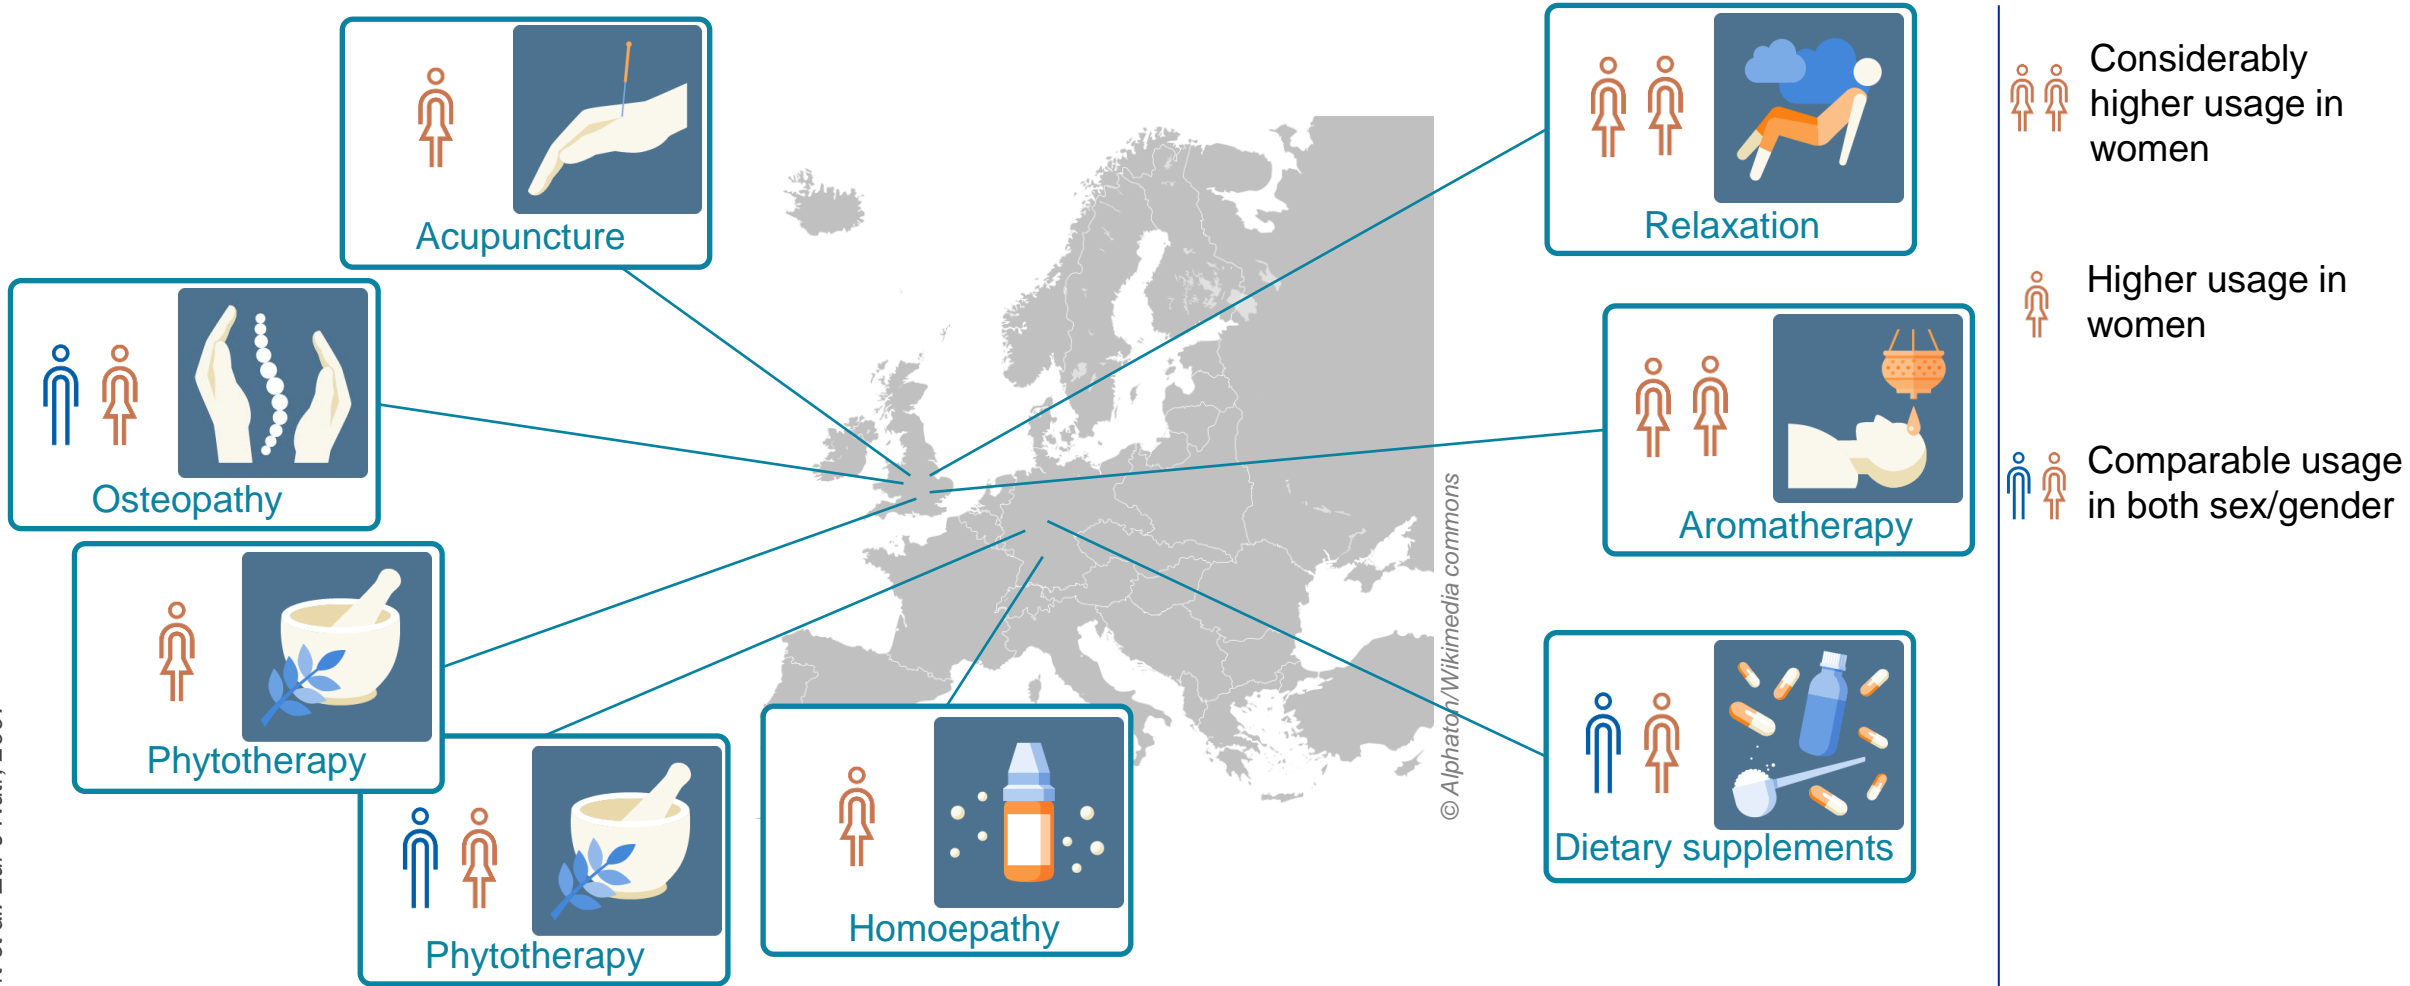 Acupuncture
Relaxation
Osteopathy
Aromatherapy
Phytotherapy
Phytotherapy
Homoepathy
Dietary supplements
© Alphaton/Wikimedia commons
Considerably
higher usage in
women
Higher usage in
women
Comparable usage
in both sex/gender